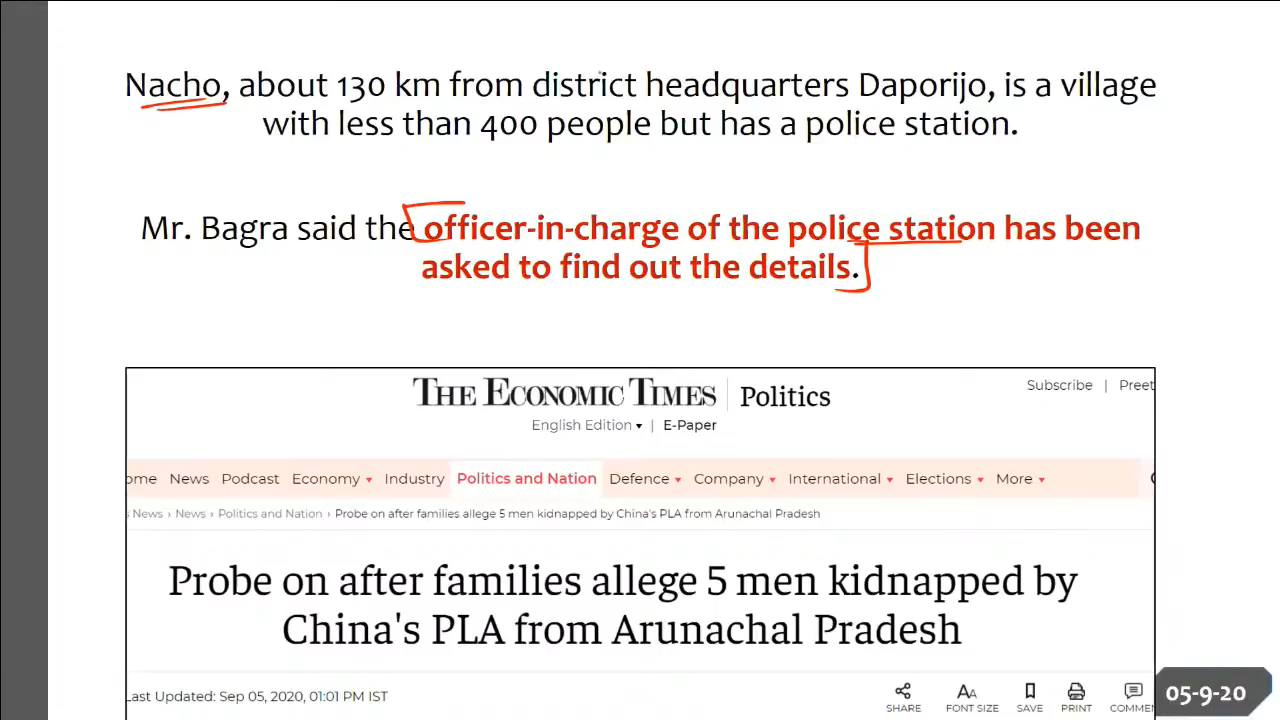 Nacho, about 130 km from district headquarters Daporijo, is a village
with less than 400 people but has a police station.
Mr. Bagra said the officer-in-charge of the police station has been
asked to find out the details.
THE ECONOMIC TIMES | Politics
Subscribe | Preet
English Edition ▾ | E-Paper
ome News Podcast Economy ▾ Industry Politics and Nation Defence ▾ Company ▾ International ▾ Elections ▾ More ▾
s News › News › Politics and Nation › Probe on after families allege 5 men kidnapped by China's PLA from Arunachal Pradesh
Probe on after families allege 5 men kidnapped by
China's PLA from Arunachal Pradesh
Last Updated: Sep 05, 2020, 01:01 PM IST
SHARE FONT SIZE SAVE PRINT COMMEN
05-9-20